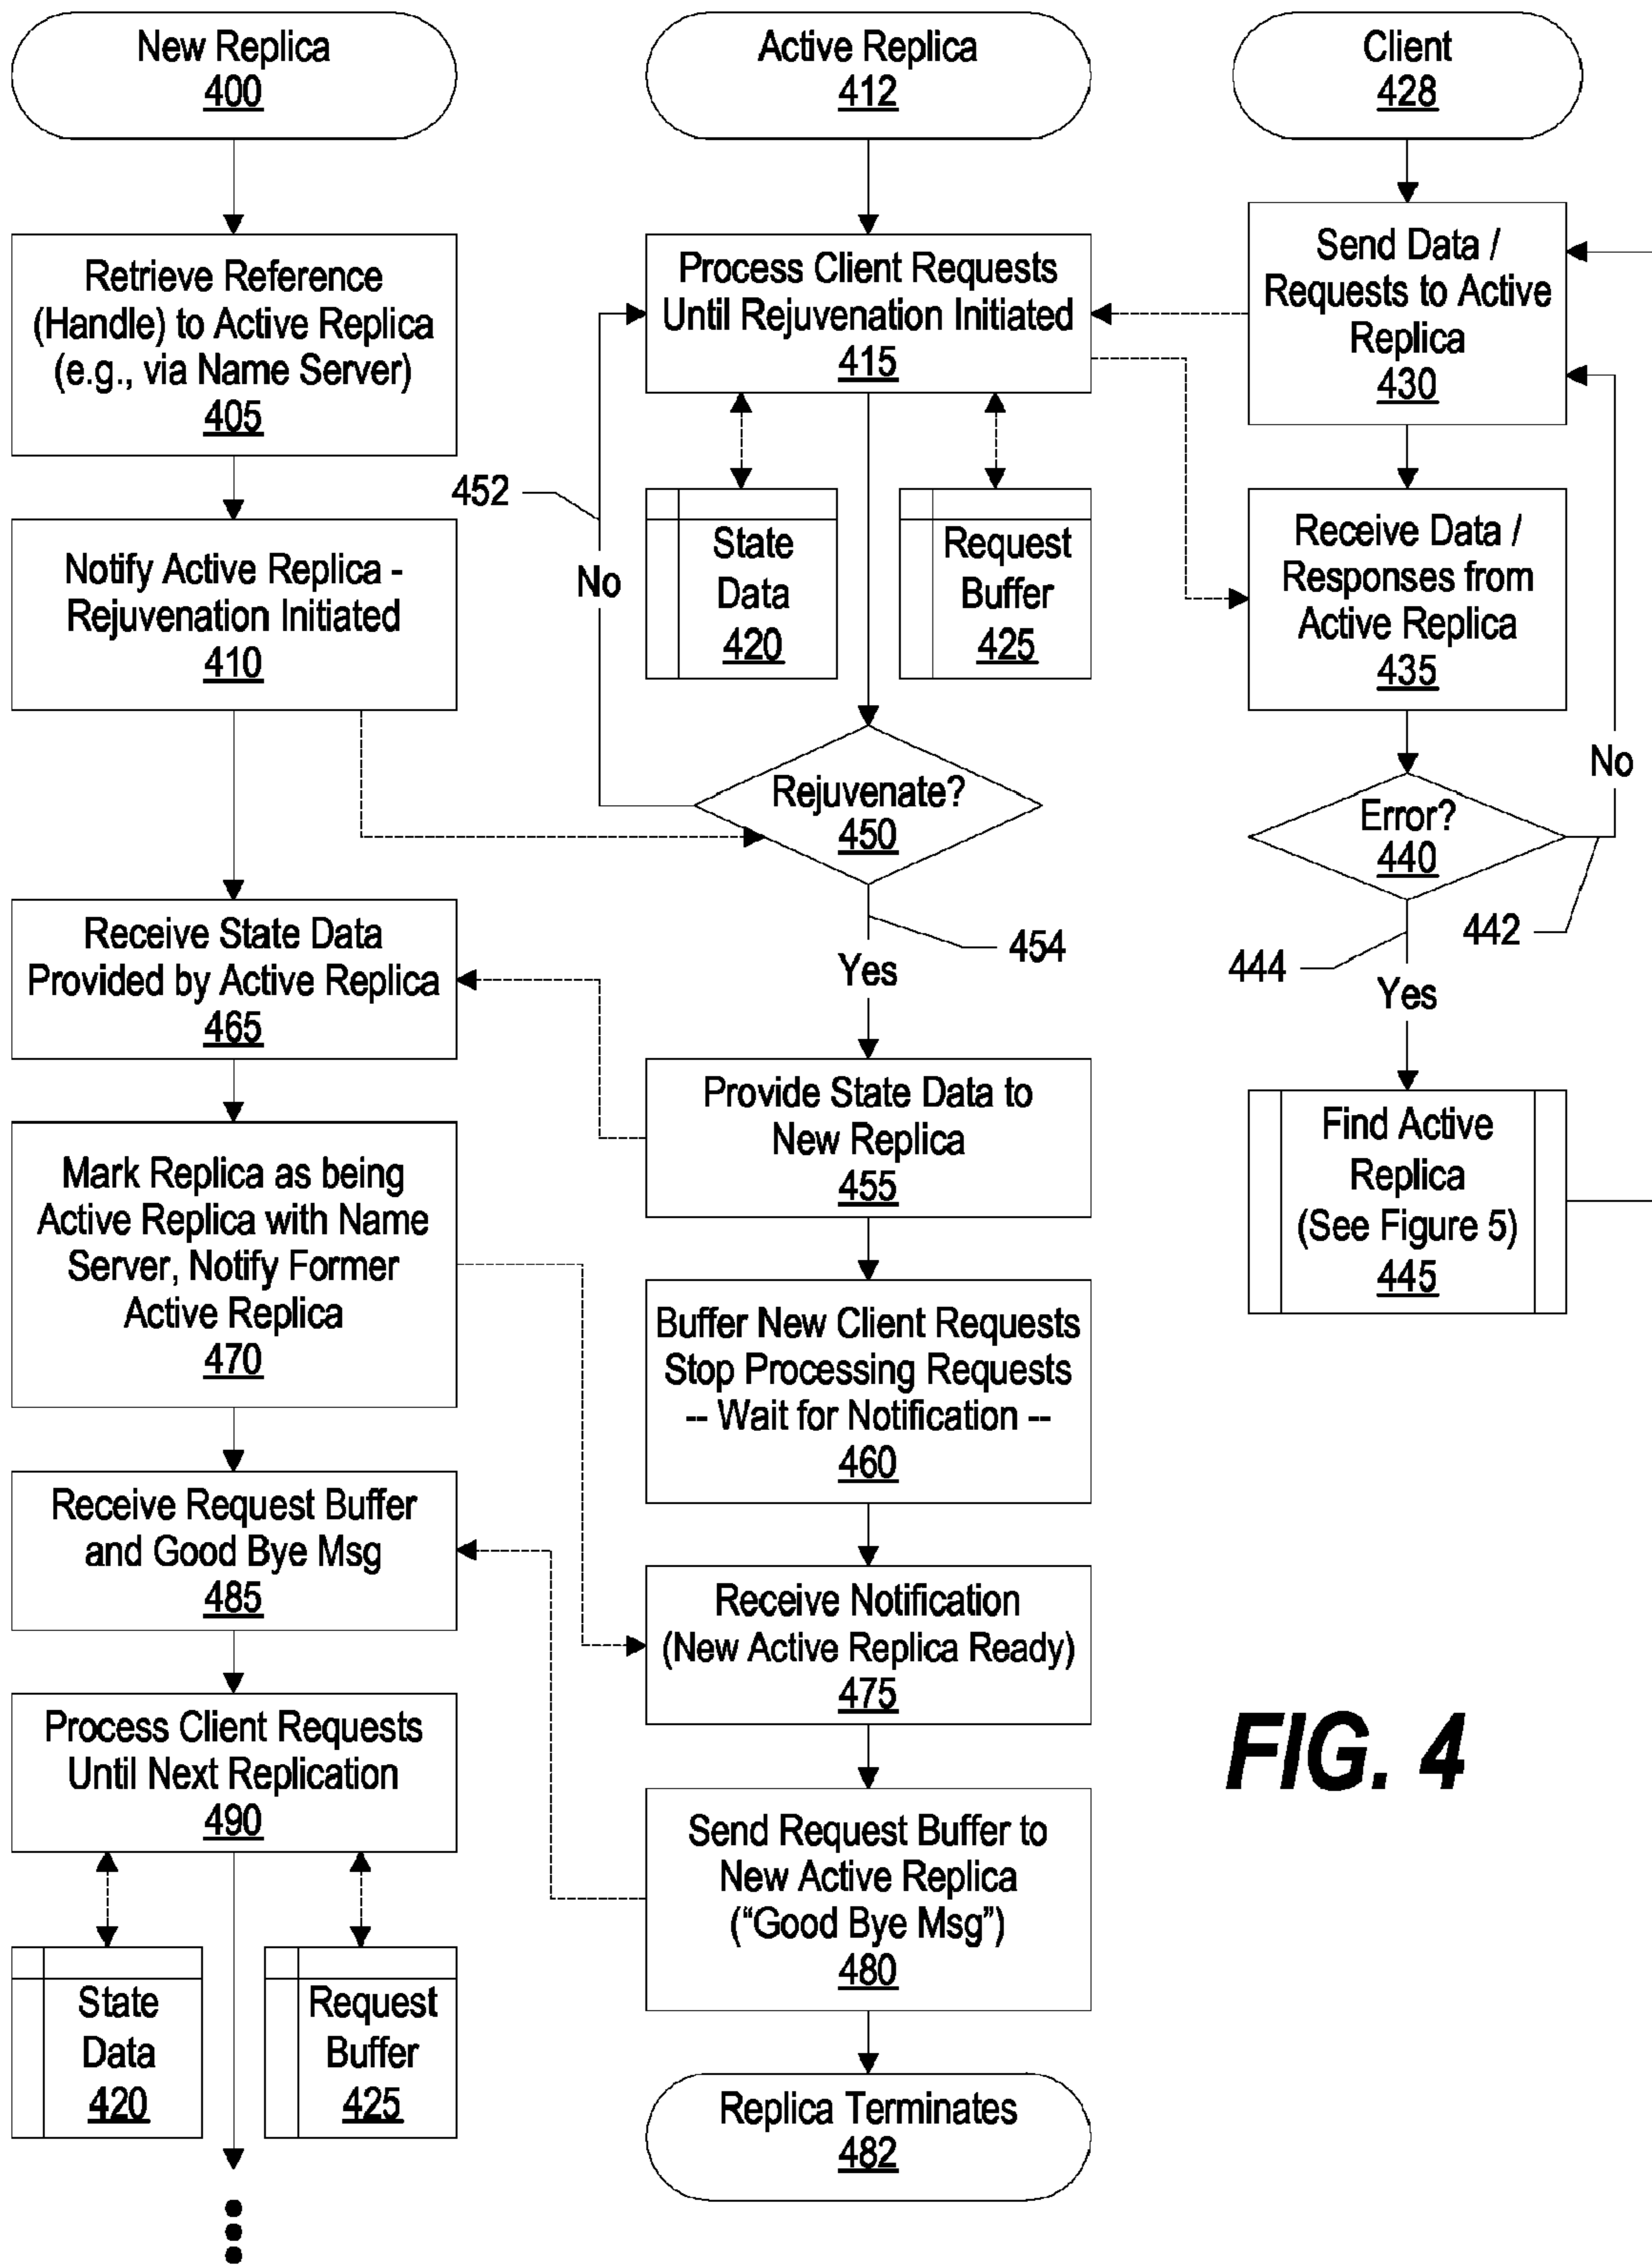 New Replica
400
Retrieve Reference
(Handle) to Active Replica
(e.g., via Name Server)
405
Notify Active Replica -
Rejuvenation Initiated
410
Receive State Data
Provided by Active Replica
465
Mark Replica as being
Active Replica with Name
Server, Notify Former
Active Replica
470
Receive Request Buffer
and Good Bye Msg
485
Process Client Requests
Until Next Replication
490
State
Data
420
Request
Buffer
425
Active Replica
412
Process Client Requests
Until Rejuvenation Initiated
415
State
Data
420
Request
Buffer
425
452
No
Rejuvenate?
450
454
Yes
Provide State Data to
New Replica
455
Buffer New Client Requests
Stop Processing Requests
-- Wait for Notification --
460
Receive Notification
(New Active Replica Ready)
475
Send Request Buffer to
New Active Replica
(“Good Bye Msg”)
480
Replica Terminates
482
Client
428
Send Data /
Requests to Active
Replica
430
Receive Data /
Responses from
Active Replica
435
No
Error?
440
442
444
Yes
Find Active
Replica
(See Figure 5)
445
FIG. 4